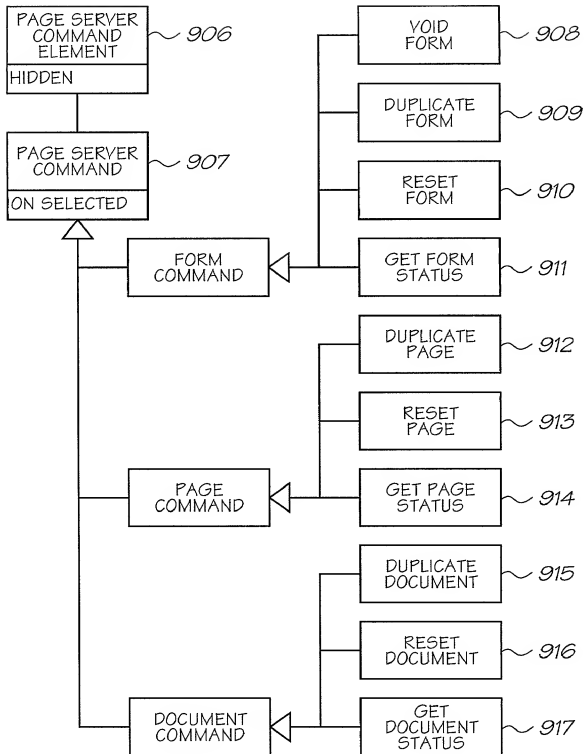 PAGE SERVER
COMMAND
ELEMENT
906
HIDDEN
PAGE SERVER
COMMAND
907
ON SELECTED
FORM
COMMAND
VOID
FORM
908
DUPLICATE
FORM
909
RESET
FORM
910
GET FORM
STATUS
911
PAGE
COMMAND
DUPLICATE
PAGE
912
RESET
PAGE
913
GET PAGE
STATUS
914
DOCUMENT
COMMAND
DUPLICATE
DOCUMENT
915
RESET
DOCUMENT
916
GET
DOCUMENT
STATUS
917